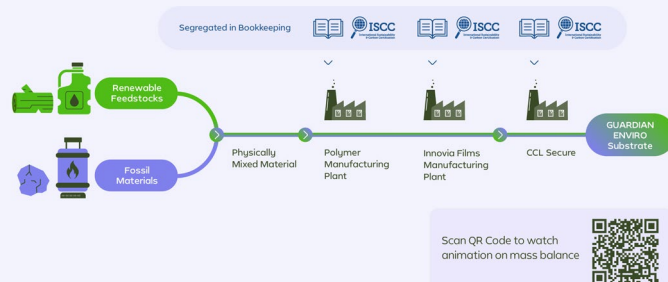 Segregated in Bookkeeping
ISCC
ISCC
ISCC
Renewable
Feedstocks
Fossil
Materials
Physically
Mixed Material
Polymer
Manufacturing
Plant
Innovia Films
Manufacturing
Plant
CCL Secure
GUARDIAN
ENVIRO
Substrate
Scan QR Code to watch
animation on mass balance